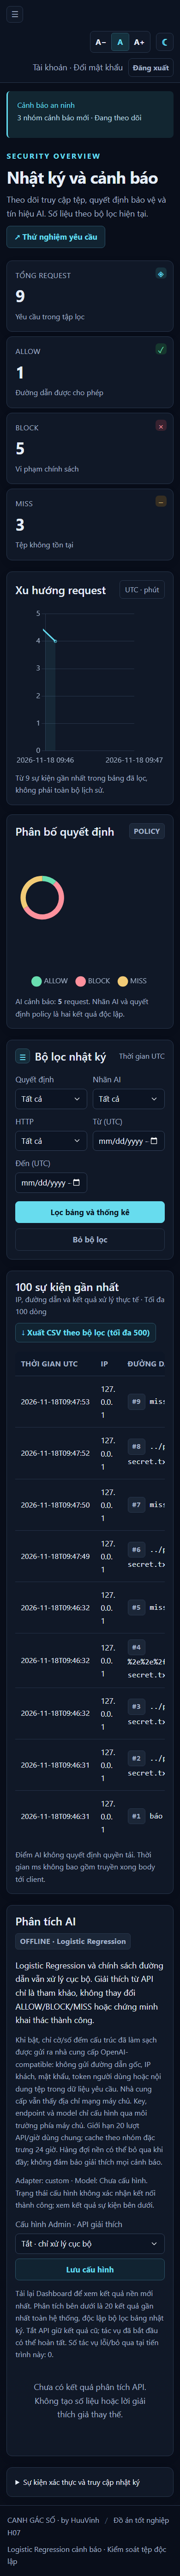 ☰
A−
A
A+
☾
Tài khoản · Đổi mật khẩu
Đăng xuất
Cảnh báo an ninh
3 nhóm cảnh báo mới · Đang theo dõi
SECURITY OVERVIEW
Nhật ký và cảnh báo
Theo dõi truy cập tệp, quyết định bảo vệ và
tín hiệu AI. Số liệu theo bộ lọc hiện tại.
↗ Thử nghiệm yêu cầu
TỔNG REQUEST
9
Yêu cầu trong tập lọc
ALLOW
✓
1
Đường dẫn được cho phép
BLOCK
×
5
Vi phạm chính sách
MISS
–
3
Tệp không tồn tại
Xu hướng request
UTC · phút
5
4
3
2
1
0
2026-11-18 09:46
2026-11-18 09:47
Từ 9 sự kiện gần nhất trong bảng đã lọc,
không phải toàn bộ lịch sử.
Phân bố quyết định
POLICY
ALLOW
BLOCK
MISS
AI cảnh báo: 5 request. Nhãn AI và quyết
định policy là hai kết quả độc lập.
☰
Bộ lọc nhật ký
Thời gian UTC
Quyết định
Nhãn AI
Tất cả
Tất cả
HTTP
Từ (UTC)
Tất cả
mm/dd/yyyy –
Đến (UTC)
mm/dd/yyyy –
Lọc bảng và thống kê
Bỏ bộ lọc
100 sự kiện gần nhất
IP, đường dẫn và kết quả xử lý thực tế · Tối đa
100 dòng
↓ Xuất CSV theo bộ lọc (tối đa 500)
THỜI GIAN UTC
IP
ĐƯỜNG D
2026-11-18T09:47:53
127.
0.0.
1
#9
miss
2026-11-18T09:47:52
127.
0.0.
1
#8
../p
secret.tx
2026-11-18T09:47:50
127.
0.0.
1
#7
miss
2026-11-18T09:47:49
127.
0.0.
1
#6
../p
secret.tx
2026-11-18T09:46:32
127.
0.0.
1
#5
miss
2026-11-18T09:46:32
127.
0.0.
1
#4
%2e%2e%2f
secret.tx
2026-11-18T09:46:32
127.
0.0.
1
#3
../p
secret.tx
2026-11-18T09:46:31
127.
0.0.
1
#2
../p
secret.tx
2026-11-18T09:46:31
127.
0.0.
1
#1
báo
Điểm AI không quyết định quyền tải. Thời
gian ms không bao gồm truyền xong body
tới client.
Phân tích AI
OFFLINE · Logistic Regression
Logistic Regression và chính sách đường
dẫn vẫn xử lý cục bộ. Giải thích từ API
chỉ là tham khảo, không thay đổi
ALLOW/BLOCK/MISS hoặc chứng minh
khai thác thành công.
Khi bật, chỉ cờ/số đếm cấu trúc đã làm sạch
được gửi ra nhà cung cấp OpenAI-
compatible: không gửi đường dẫn gốc, IP
khách, mật khẩu, token người dùng hoặc nội
dung tệp trong dữ liệu yêu cầu. Nhà cung
cấp vẫn thấy địa chỉ mạng máy chủ. Key,
endpoint và model chỉ cấu hình qua môi
trường phía máy chủ. Giới hạn 20 lượt
API/giờ dùng chung; cache theo nhóm đặc
trưng 24 giờ. Hàng đợi nền có thể bỏ qua khi
đầy; không đảm bảo giải thích mọi cảnh báo.
Adapter: custom · Model: Chưa cấu hình.
Trạng thái cấu hình không xác nhận kết nối
thành công; xem kết quả sự kiện bên dưới.
Cấu hình Admin · API giải thích
Tắt · chỉ xử lý cục bộ
Lưu cấu hình
Tải lại Dashboard để xem kết quả nền mới
nhất. Phân tích bên dưới là 20 kết quả gần
nhất toàn hệ thống, độc lập bộ lọc bảng nhật
ký. Tắt API giữ kết quả cũ; tác vụ đã bắt đầu
có thể hoàn tất. Số tác vụ lỗi/bỏ qua tại tiến
trình này: 0.
Chưa có kết quả phân tích API.
Không tạo số liệu hoặc lời giải
thích giả thay thế.
▶ Sự kiện xác thực và truy cập nhật ký
CANH GÁC SỐ · by HuuVinh / Đồ án tốt nghiệp
H07
Logistic Regression cảnh báo · Kiểm soát tệp độc
lập